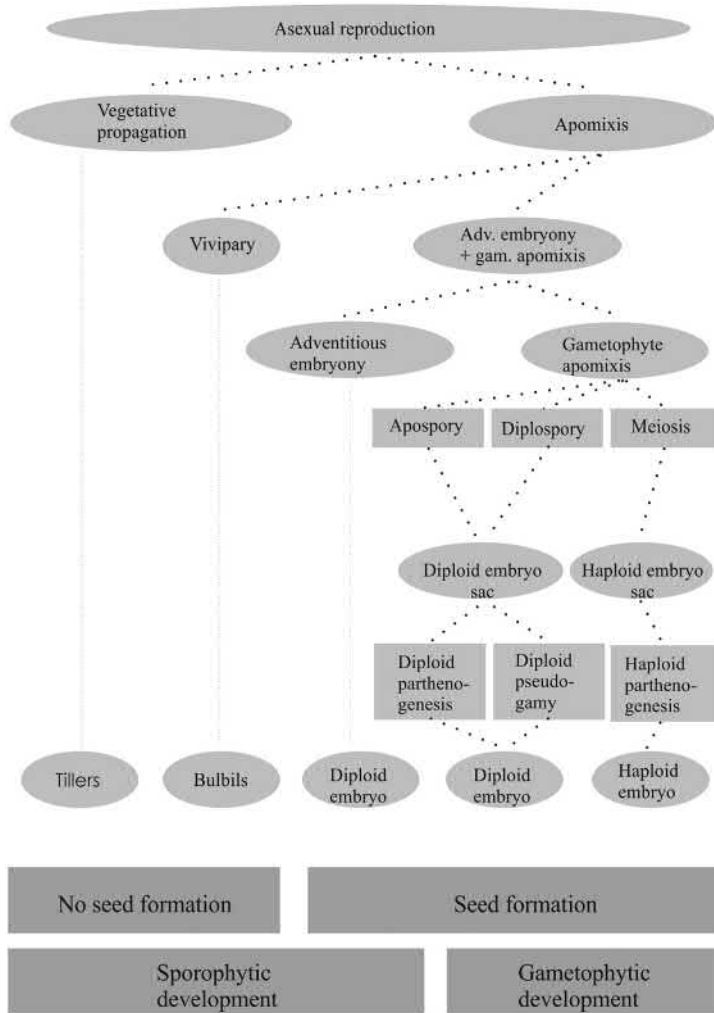 Asexual reproduction
Vegetative
propagation
Apomixis
Vivipary
Adv. embryony
+ gam. apomixis
Adventitious
embryony
Gametophyte
apomixis
Apospory
Diplospory
Meiosis
Diploid embryo
sac
Haploid embryo
sac
Diploid
partheno-
genesis
Diploid
pseudo-
gamy
Haploid
partheno-
genesis
Tillers
Bulbils
Diploid
embryo
Diploid
embryo
Haploid
embryo
No seed formation
Seed formation
Sporophytic
development
Gametophytic
development